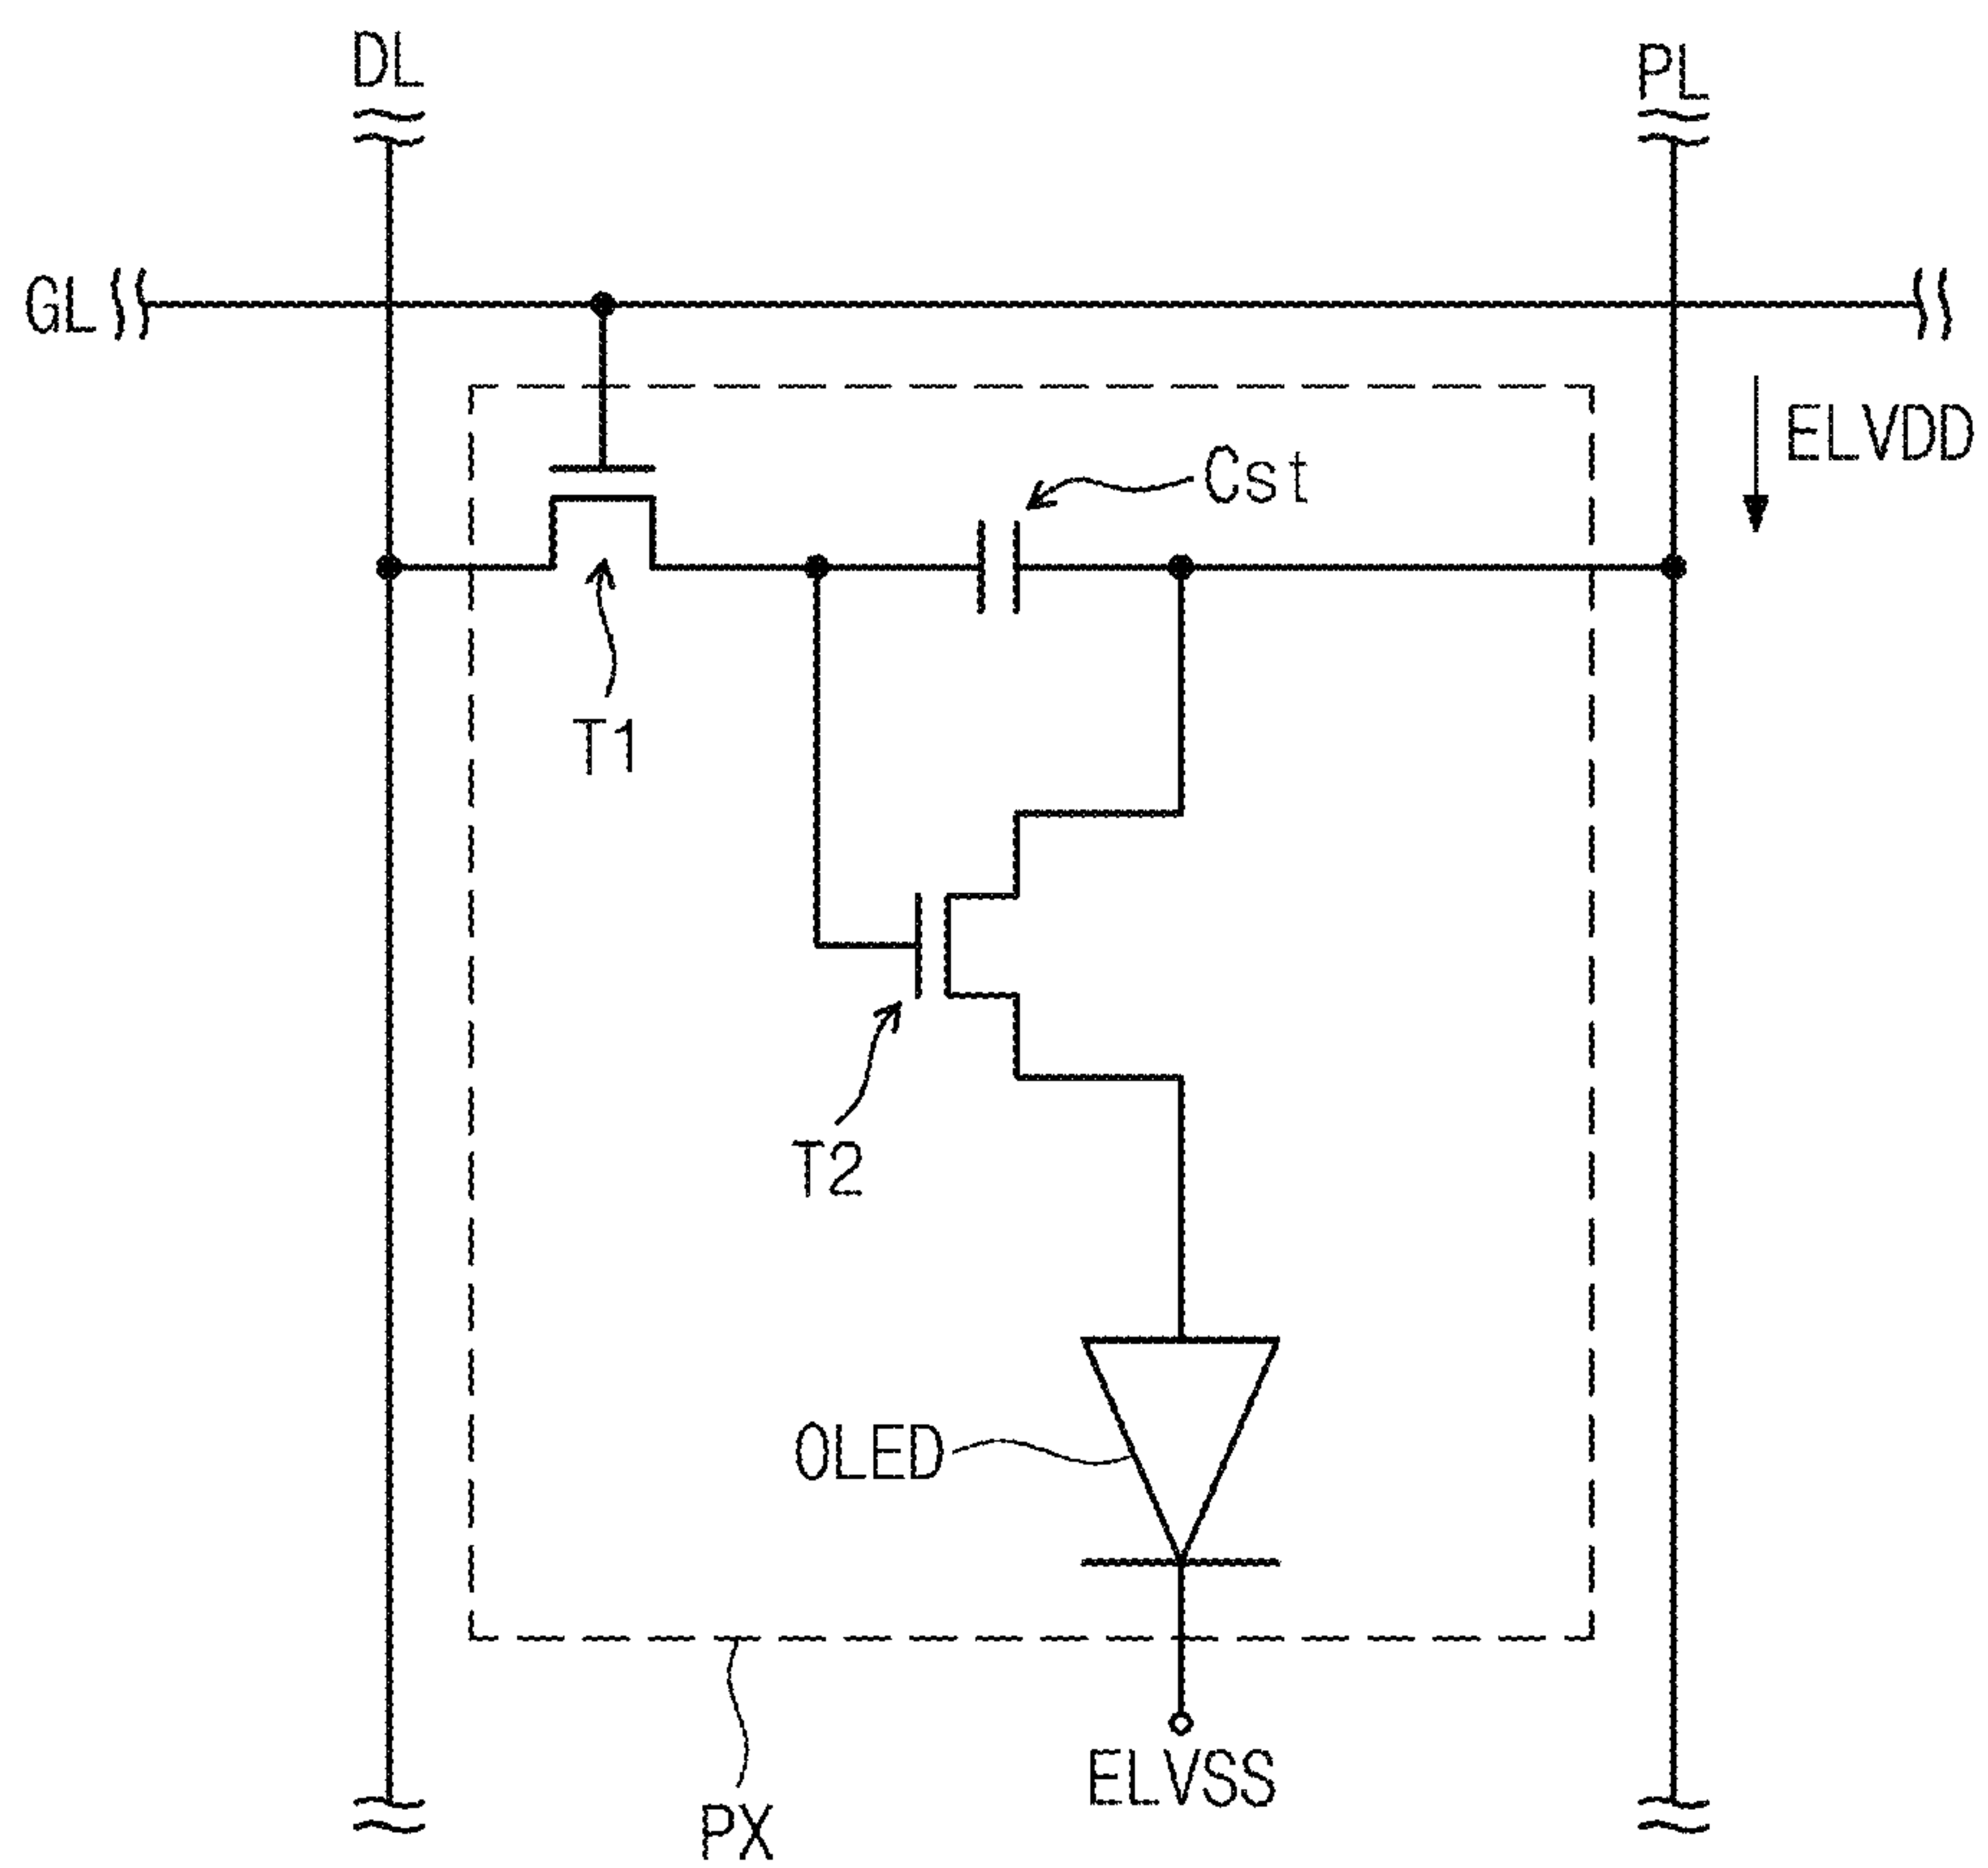 DL
PL
GL
ELVDD
Cst
T1
T2
OLED
ELVSS
PX